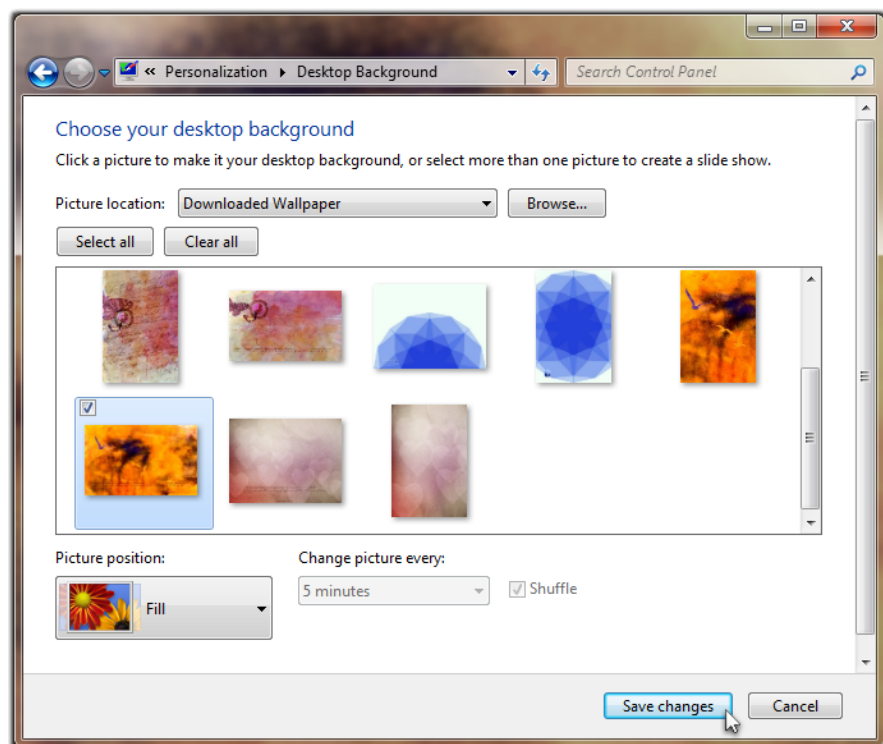 « Personalization ▸ Desktop Background
Search Control Panel
Choose your desktop background
Click a picture to make it your desktop background, or select more than one picture to create a slide show.
Picture location: Downloaded Wallpaper Browse...
Select all Clear all
Picture position: Change picture every:
Fill 5 minutes Shuffle
Save changes Cancel